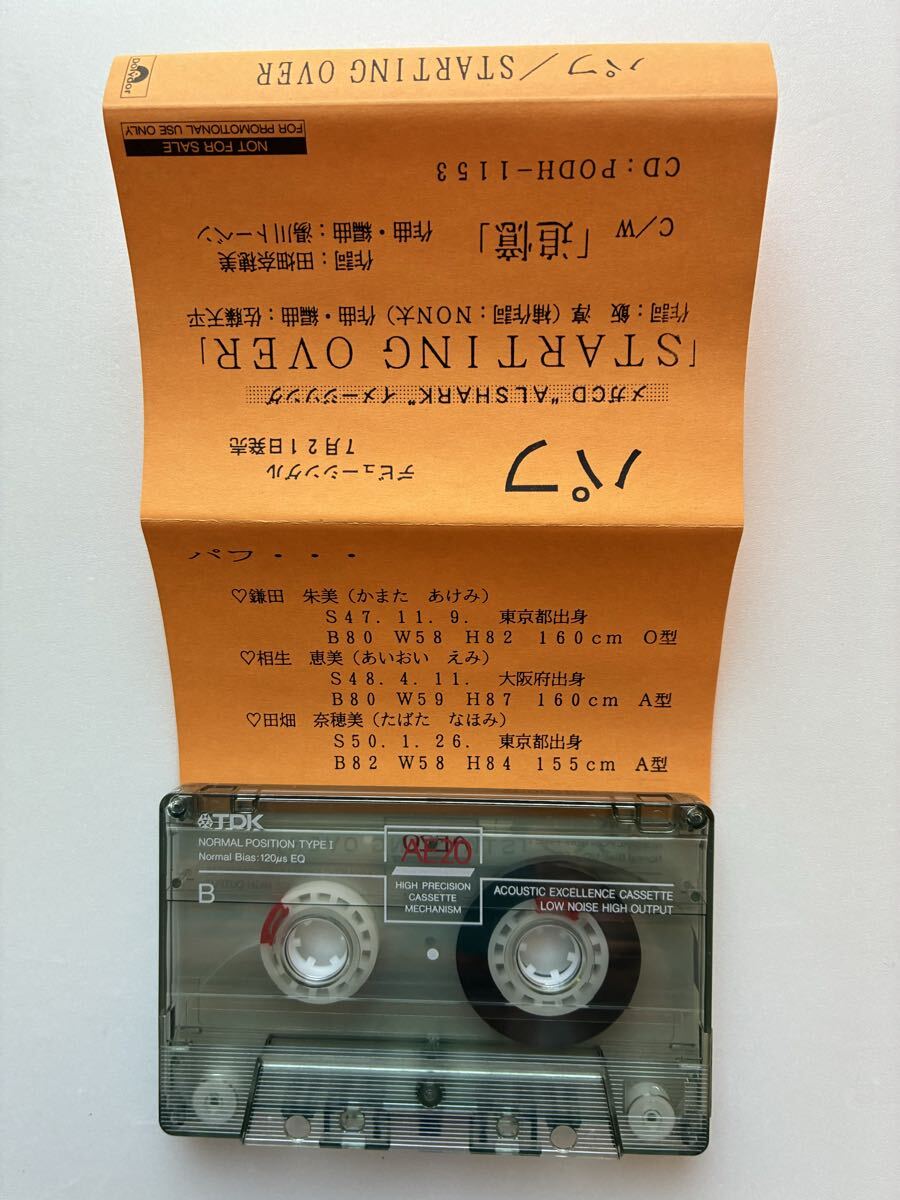 パフ
デビューシングル
7月21日発売
メガCD "ALSHARK" イメージソング
「STARTING OVER」
作詞：飯　淳（補作詞：NON太）作曲・編曲：佐藤天平
C/W「追憶」
作詞：田畑奈穂美
作曲・編曲：湯川トーベン
CD：PODH－1153
NOT FOR SALE
FOR PROMOTIONAL USE ONLY
パフ／STARTING OVER
Polydor
パフ・・・
♡鎌田　朱美（かまた　あけみ）
S47．11．9．　東京都出身
B80　W58　H82　160cm　O型
♡相生　恵美（あいおい　えみ）
S48．4．11．　大阪府出身
B80　W59　H87　160cm　A型
♡田畑　奈穂美（たばた　なほみ）
S50．1．26．　東京都出身
B82　W58　H84　155cm　A型
TDK
NORMAL POSITION TYPE I
Normal Bias:120µs EQ
B
HIGH PRECISION
CASSETTE
MECHANISM
ACOUSTIC EXCELLENCE CASSETTE
LOW NOISE HIGH OUTPUT